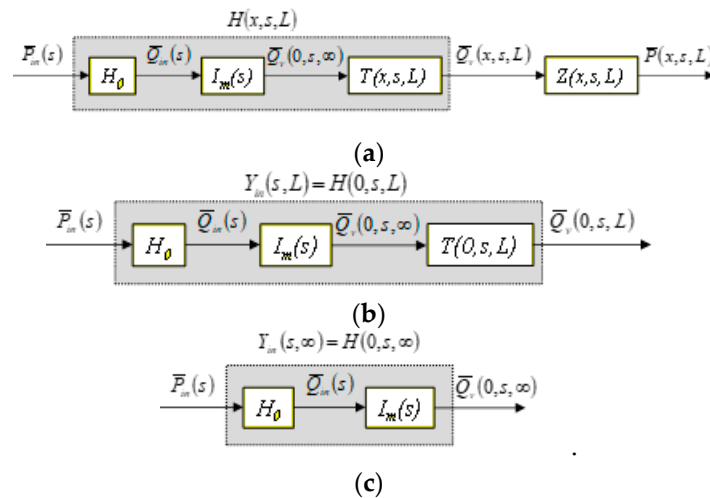 H(x,s,L)
P̅ᵢₙ(s) Q̅ᵢₙ(s) Q̅ᵥ(0,s,∞) Q̅ᵥ(x,s,L) P̅(x,s,L)
H₀ Iₘ(s) T(x,s,L) Z(x,s,L)
(a)
Yᵢₙ(s,L)=H(0,s,L)
P̅ᵢₙ(s) Q̅ᵢₙ(s) Q̅ᵥ(0,s,∞) Q̅ᵥ(0,s,L)
H₀ Iₘ(s) T(0,s,L)
(b)
Yᵢₙ(s,∞)=H(0,s,∞)
P̅ᵢₙ(s) Q̅ᵢₙ(s) Q̅ᵥ(0,s,∞)
H₀ Iₘ(s)
.
(c)